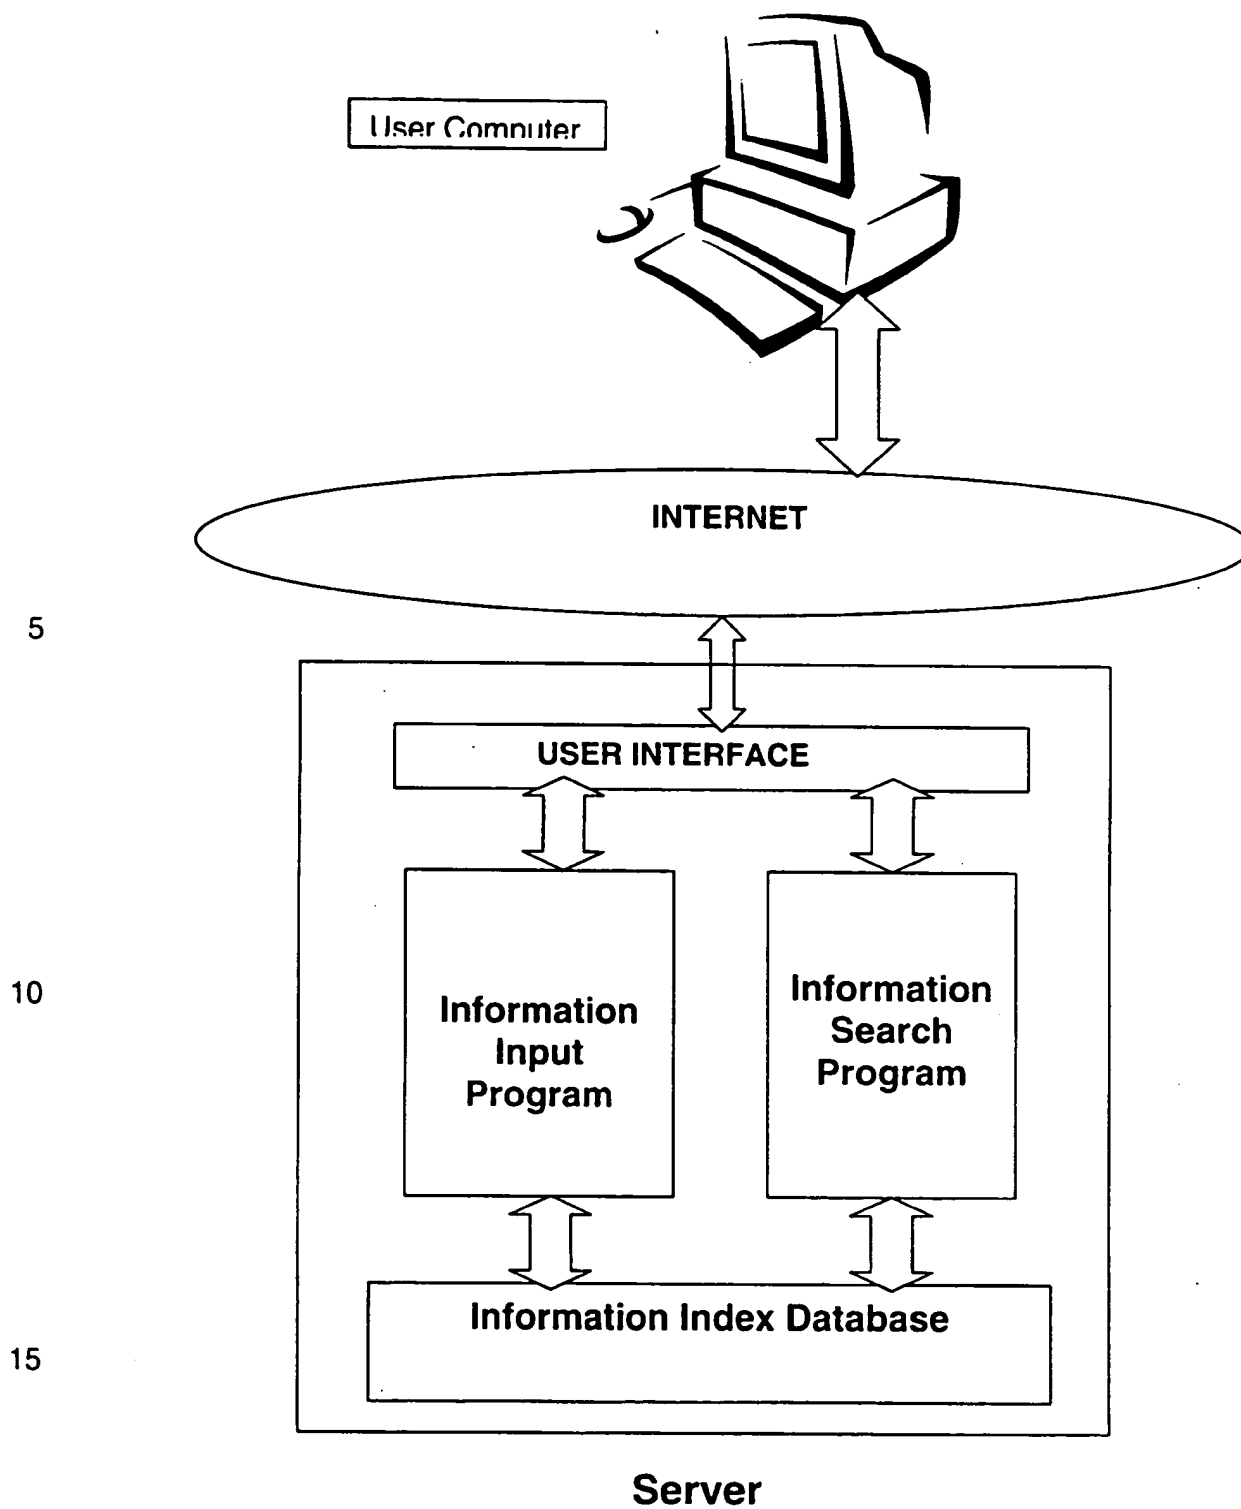 User Computer
INTERNET
5
USER INTERFACE
10
Information
Input
Program
Information
Search
Program
Information Index Database
15
Server